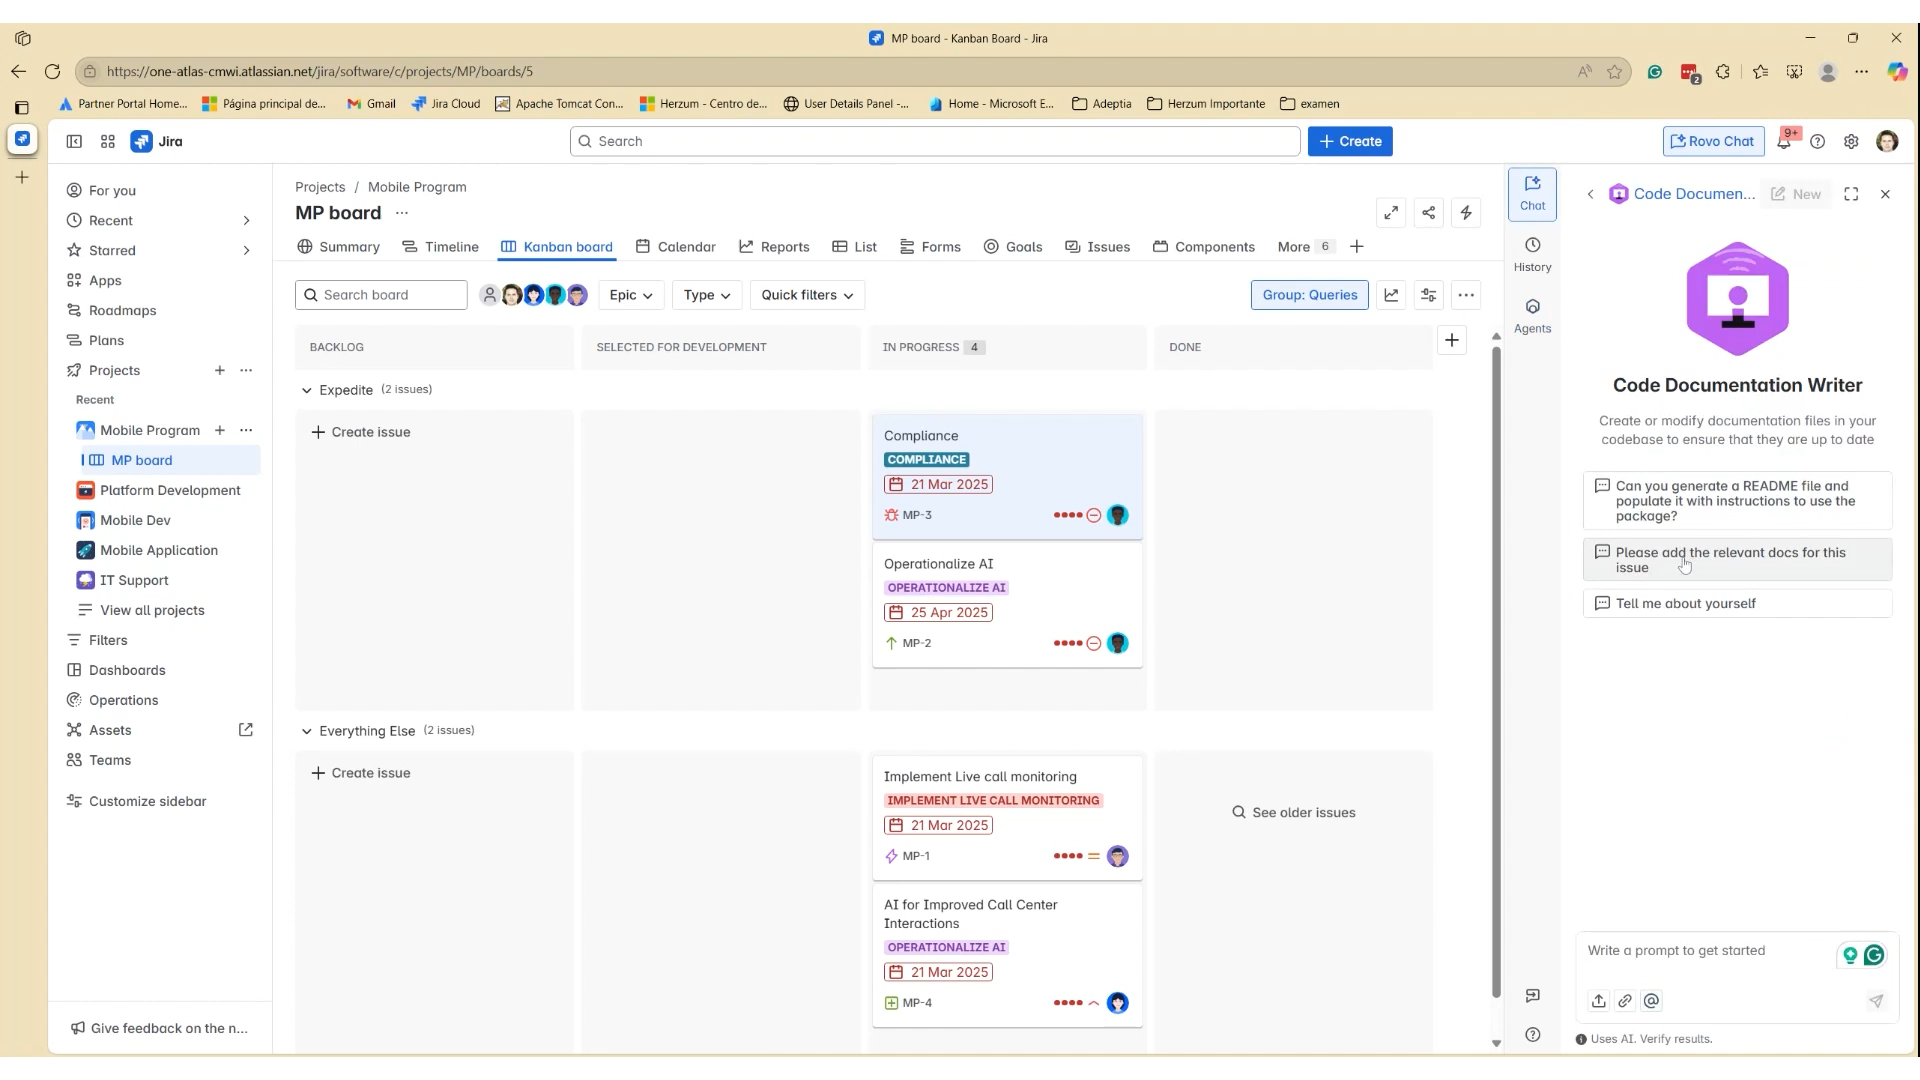 MP board - Kanban Board - Jira
https://one-atlas-cmwi.atlassian.net/jira/software/c/projects/MP/boards/5
2
Partner Portal Home...
Página principal de...
Gmail
Jira Cloud
Apache Tomcat Con...
Herzum - Centro de...
User Details Panel -...
Home - Microsoft E...
Adeptia
Herzum Importante
examen
Jira
Search
Create
Rovo Chat
9+
For you
Recent
Starred
Apps
Roadmaps
Plans
Projects
Recent
Mobile Program
MP board
Platform Development
Mobile Dev
Mobile Application
IT Support
View all projects
Filters
Dashboards
Operations
Assets
Teams
Customize sidebar
Give feedback on the n...
Projects / Mobile Program
MP board
Summary
Timeline
Kanban board
Calendar
Reports
List
Forms
Goals
Issues
Components
More 6
Search board
Epic
Type
Quick filters
Group: Queries
BACKLOG
SELECTED FOR DEVELOPMENT
IN PROGRESS 4
DONE
Expedite (2 issues)
Create issue
Compliance
COMPLIANCE
21 Mar 2025
MP-3
Operationalize AI
OPERATIONALIZE AI
25 Apr 2025
MP-2
Everything Else (2 issues)
Create issue
Implement Live call monitoring
IMPLEMENT LIVE CALL MONITORING
21 Mar 2025
MP-1
AI for Improved Call Center
Interactions
OPERATIONALIZE AI
21 Mar 2025
MP-4
See older issues
Chat
History
Agents
Code Documen...
New
Code Documentation Writer
Create or modify documentation files in your
codebase to ensure that they are up to date
Can you generate a README file and
populate it with instructions to use the
package?
Please add the relevant docs for this
issue
Tell me about yourself
Write a prompt to get started
Uses AI. Verify results.